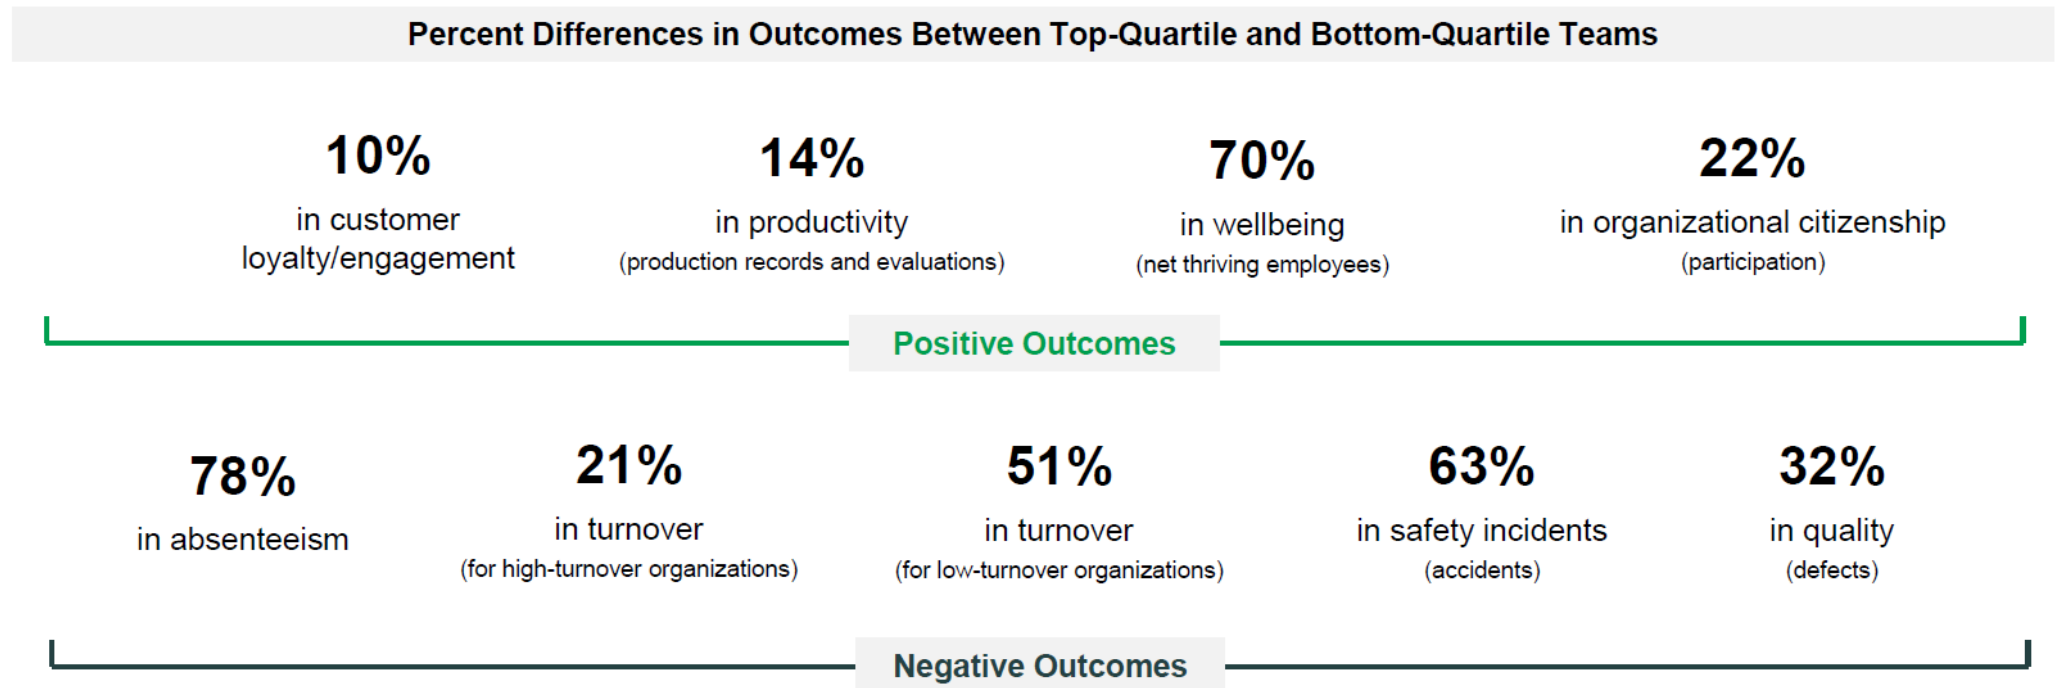 Percent Differences in Outcomes Between Top-Quartile and Bottom-Quartile Teams
10%
in customer
loyalty/engagement
14%
in productivity
(production records and evaluations)
70%
in wellbeing
(net thriving employees)
22%
in organizational citizenship
(participation)
Positive Outcomes
78%
in absenteeism
21%
in turnover
(for high-turnover organizations)
51%
in turnover
(for low-turnover organizations)
63%
in safety incidents
(accidents)
32%
in quality
(defects)
Negative Outcomes